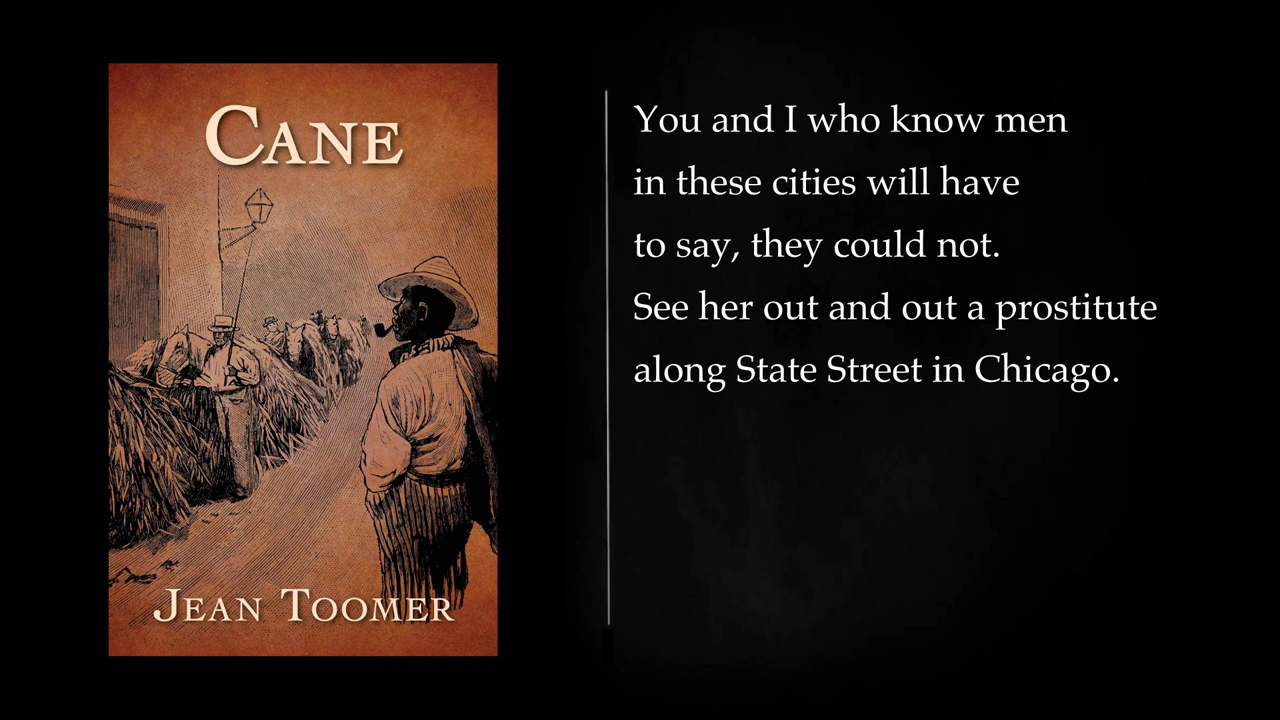 CANE
JEAN TOOMER
You and I who know men
in these cities will have
to say, they could not.
See her out and out a prostitute
along State Street in Chicago.